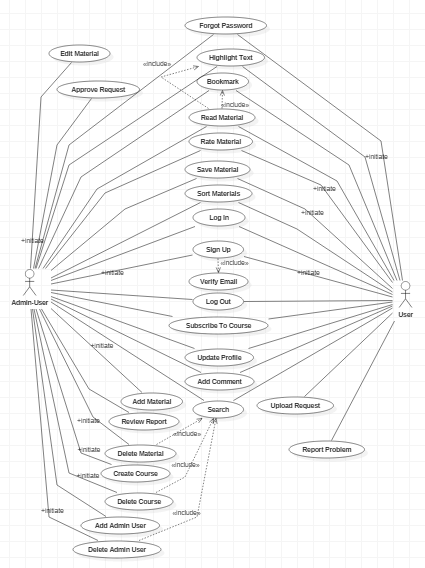 Forgot Password
Edit Material
Highlight Text
«include»
Bookmark
Approve Request
«include»
Read Material
Rate Material
+initiate
Save Material
+initiate
Sort Materials
+initiate
Log In
+initiate
Sign Up
«include»
+initiate
+initiate
Verify Email
Admin-User
Log Out
User
Subscribe To Course
+initiate
Update Profile
Add Comment
Add Material
Search
Upload Request
+initiate
Review Report
«include»
+initiate
Delete Material
Report Problem
«include»
+initiate
Create Course
Delete Course
+initiate
«include»
Add Admin User
Delete Admin User